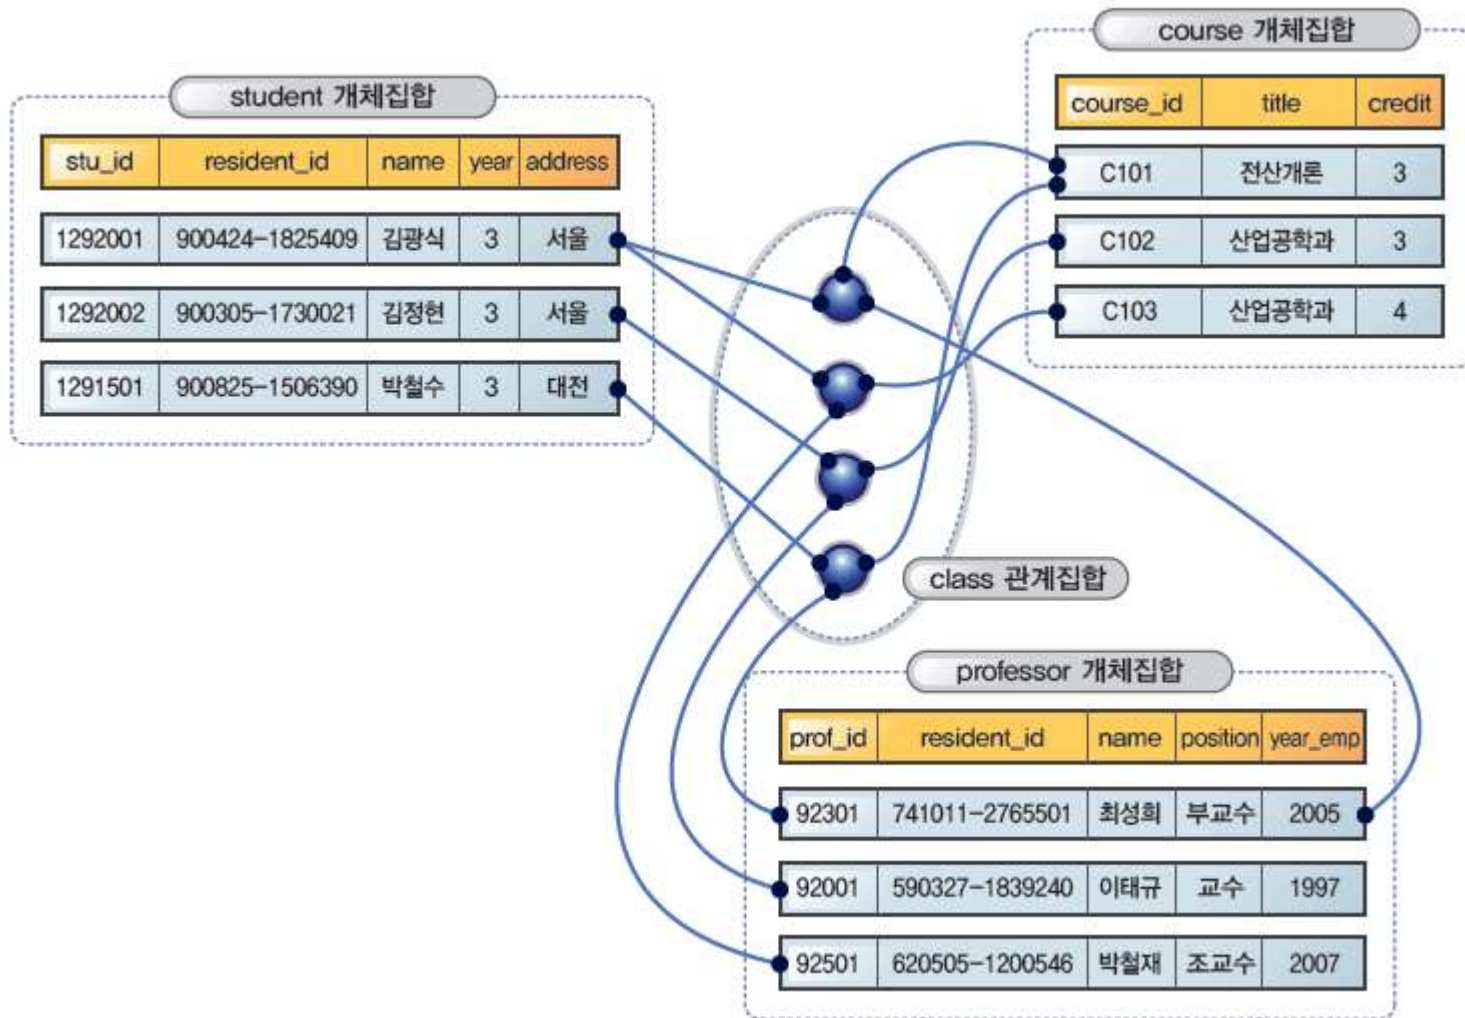 course 개체집합
course_id title credit
C101 전산개론 3
C102 산업공학과 3
C103 산업공학과 4
student 개체집합
stu_id resident_id name year address
1292001 900424-1825409 김광식 3 서울
1292002 900305-1730021 김정현 3 서울
1291501 900825-1506390 박철수 3 대전
class 관계집합
professor 개체집합
prof_id resident_id name position year_emp
92301 741011-2765501 최성희 부교수 2005
92001 590327-1839240 이태규 교수 1997
92501 620505-1200546 박철재 조교수 2007